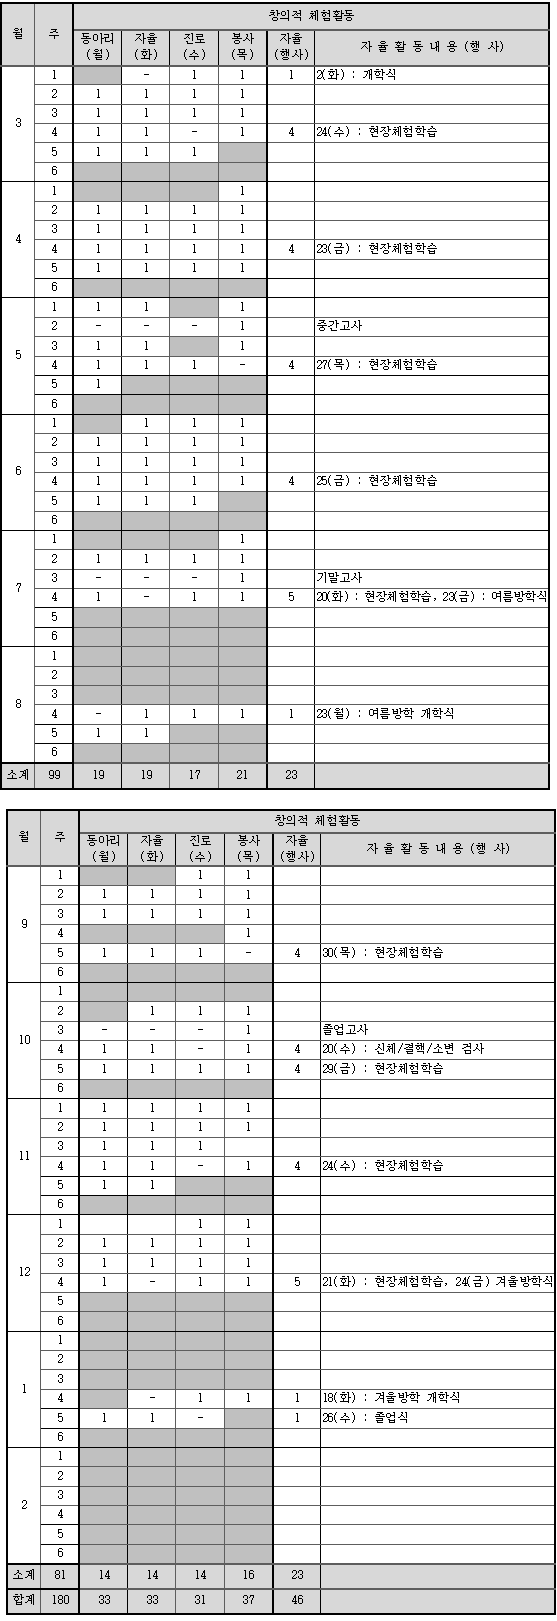 월 주 창의적 체험활동
동아리 (월) 자율 (화) 진로 (수) 봉사 (목) 자율 (행사) 자 율 활 동 내 용 ( 행 사)
3 1 - 1 1 1 2(화) : 개학식
2 1 1 1 1
3 1 1 1 1
4 1 1 - 1 4 24(수) : 현장체험학습
5 1 1 1
6
4 1 1
2 1 1 1 1
3 1 1 1 1
4 1 1 1 1 4 23(금) : 현장체험학습
5 1 1 1 1
6
5 1 1 1 1
2 - - - 1 중간고사
3 1 1 1
4 1 1 1 - 4 27(목) : 현장체험학습
5 1
6
6 1 1 1 1
2 1 1 1 1
3 1 1 1 1
4 1 1 1 1 4 25(금) : 현장체험학습
5 1 1 1
6
7 1 1
2 1 1 1 1
3 - - - 1 기말고사
4 1 - 1 1 5 20(화) : 현장체험학습, 23(금) : 여름방학식
5
6
8 1
2
3
4 - 1 1 1 1 23(월) : 여름방학 개학식
5 1 1
6
소계 99 19 19 17 21 23
월 주 창의적 체험활동
동아리 (월) 자율 (화) 진로 (수) 봉사 (목) 자율 (행사) 자 율 활 동 내 용 ( 행 사)
9 1 1 1
2 1 1 1 1
3 1 1 1 1
4 1
5 1 1 1 - 4 30(목) : 현장체험학습
6
10 1
2 1 1 1
3 - - - 1 졸업고사
4 1 1 - 1 4 20(수) : 신체/결핵/소변 검사
5 1 1 1 1 4 29(금) : 현장체험학습
6
11 1 1 1 1 1
2 1 1 1 1
3 1 1 1
4 1 1 - 1 4 24(수) : 현장체험학습
5 1 1
6
12 1 1 1
2 1 1 1 1
3 1 1 1 1
4 1 - 1 1 5 21(화) : 현장체험학습, 24(금) 겨울방학식
5
6
1 1
2
3
4 - 1 1 1 18(화) : 겨울방학 개학식
5 1 1 - 1 26(수) : 졸업식
6
2 1
2
3
4
5
6
소계 81 14 14 14 16 23
합계 180 33 33 31 37 46